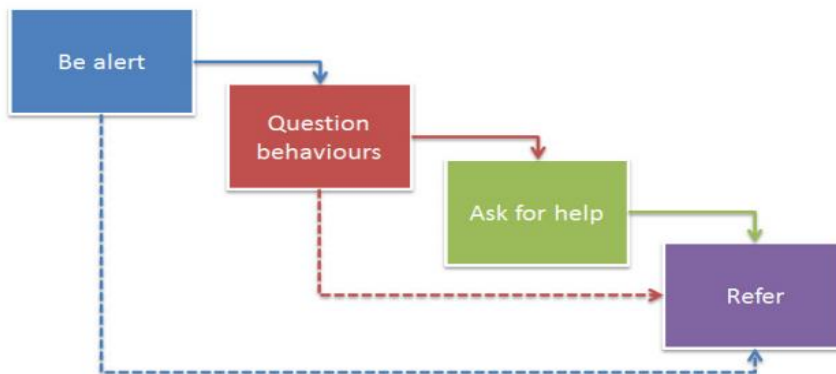 Be alert
Question
behaviours
Ask for help
Refer